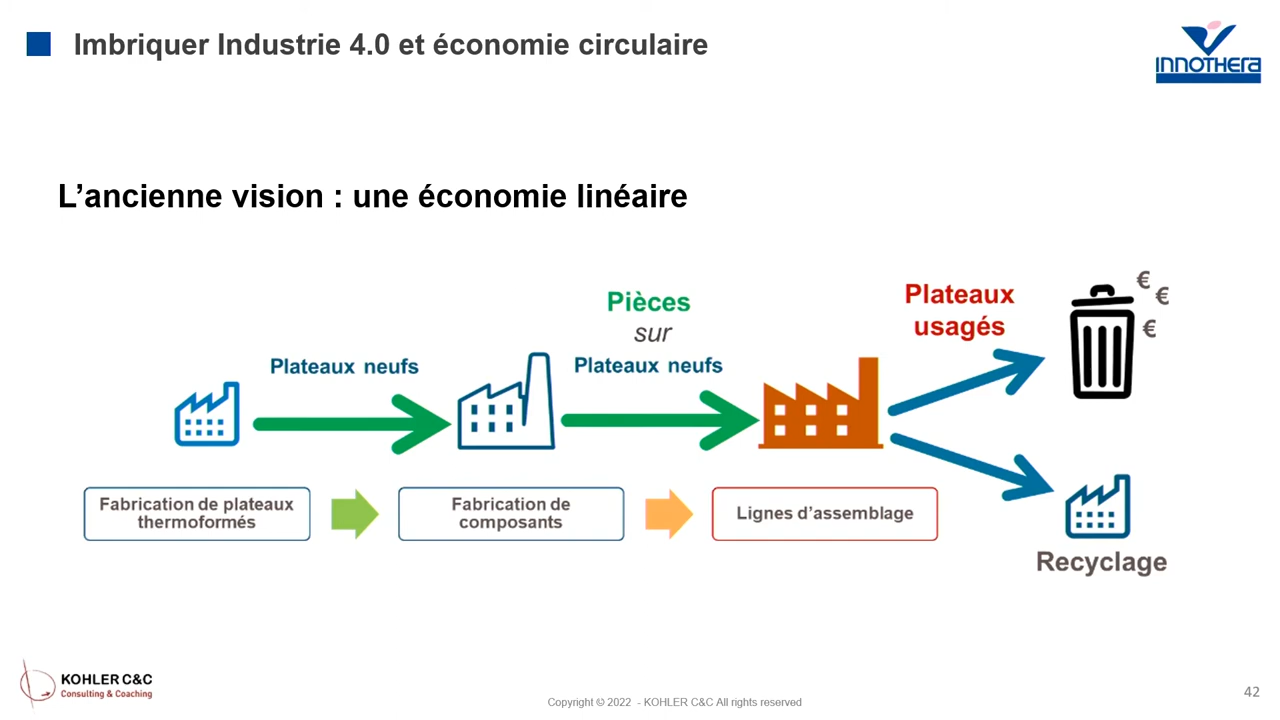 Imbriquer Industrie 4.0 et économie circulaire
INNOTHERA
L’ancienne vision : une économie linéaire
Plateaux neufs
Pièces
sur
Plateaux neufs
Plateaux
usagés
€
€
€
Fabrication de plateaux
thermoformés
Fabrication de
composants
Lignes d’assemblage
Recyclage
KOHLER C&C
Consulting & Coaching
Copyright © 2022 - KOHLER C&C All rights reserved
42